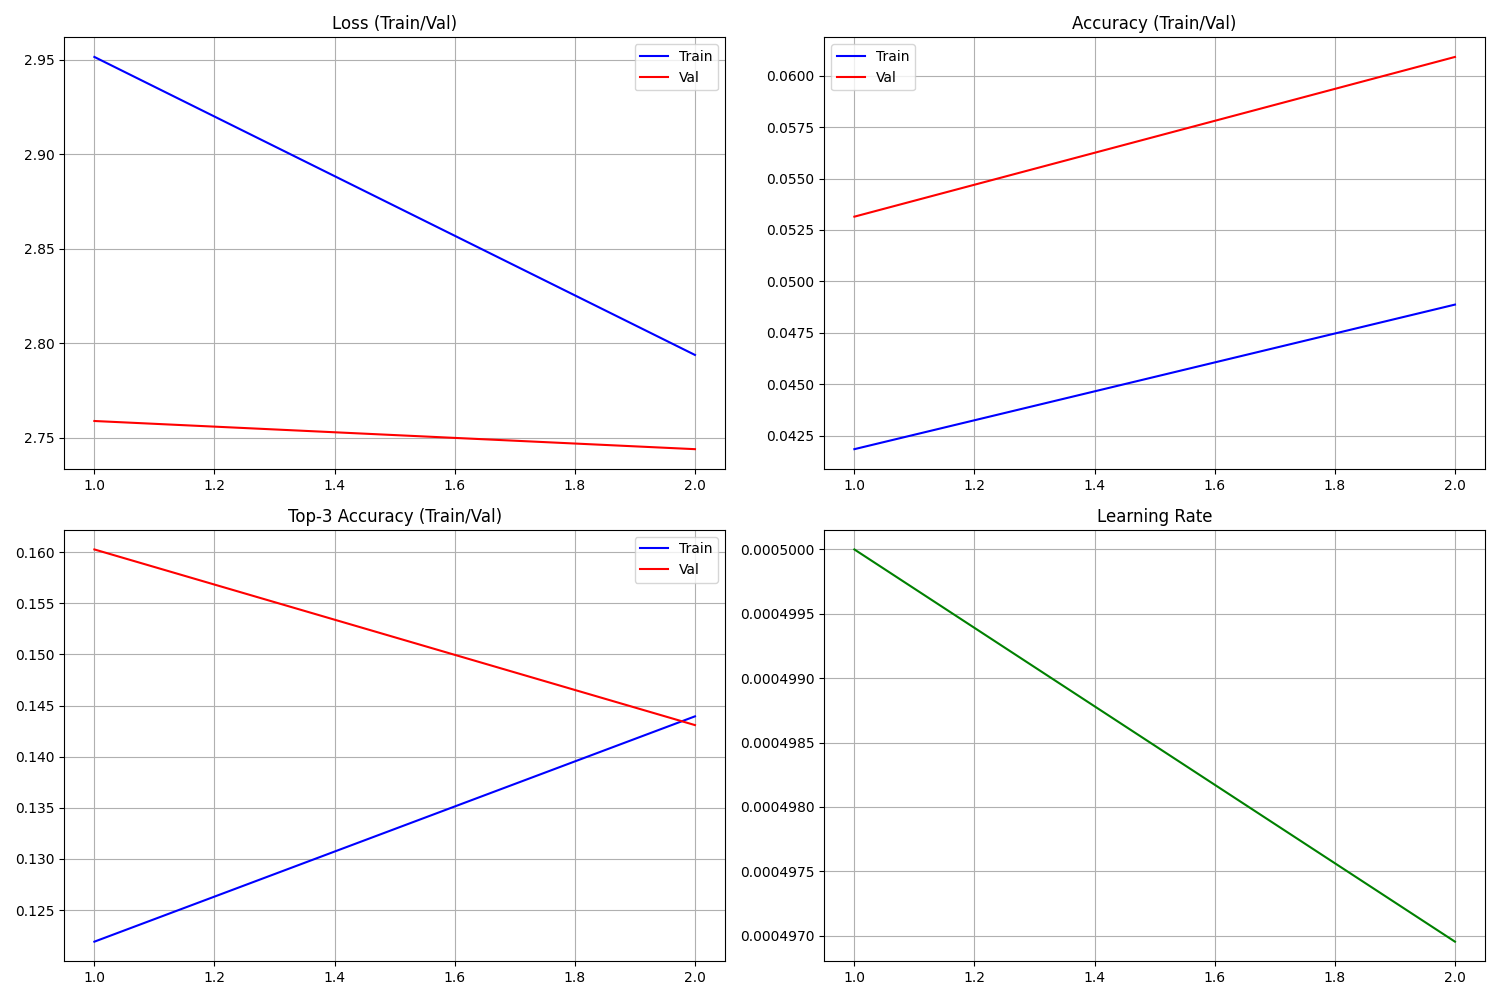 Loss (Train/Val)
2.95
2.90
2.85
2.80
2.75
Train
Val
1.0 1.2 1.4 1.6 1.8 2.0
Accuracy (Train/Val)
0.0600
0.0575
0.0550
0.0525
0.0500
0.0475
0.0450
0.0425
Train
Val
1.0 1.2 1.4 1.6 1.8 2.0
Top-3 Accuracy (Train/Val)
0.160
0.155
0.150
0.145
0.140
0.135
0.130
0.125
Train
Val
1.0 1.2 1.4 1.6 1.8 2.0
Learning Rate
0.0005000
0.0004995
0.0004990
0.0004985
0.0004980
0.0004975
0.0004970
1.0 1.2 1.4 1.6 1.8 2.0